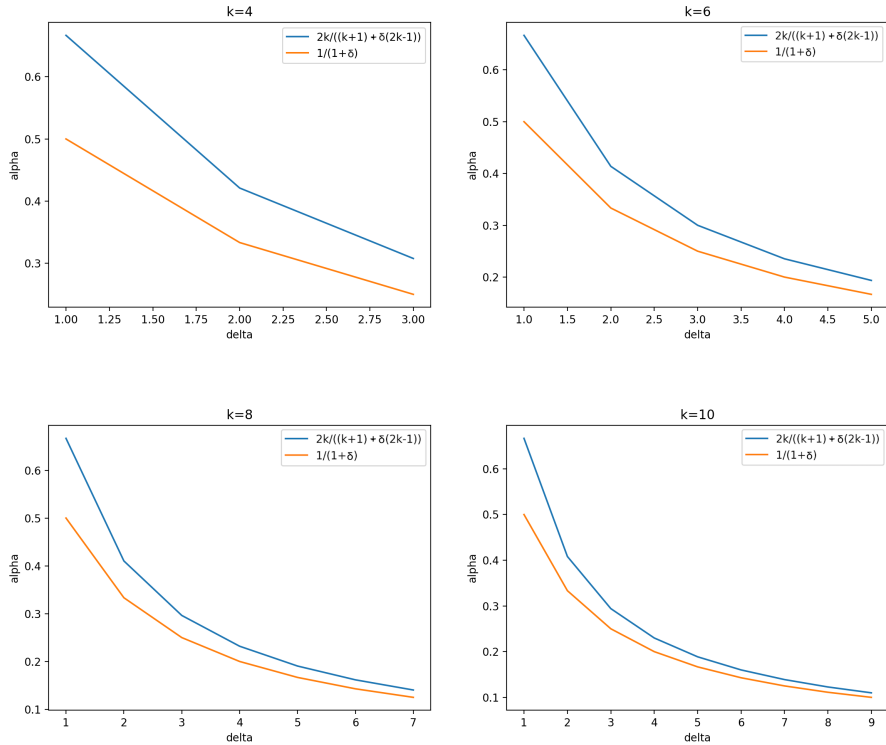 k=4
2k/((k+1) + δ(2k-1))
1/(1+δ)
alpha
0.6
0.5
0.4
0.3
1.00 1.25 1.50 1.75 2.00 2.25 2.50 2.75 3.00
delta
k=6
2k/((k+1) + δ(2k-1))
1/(1+δ)
alpha
0.6
0.5
0.4
0.3
0.2
1.0 1.5 2.0 2.5 3.0 3.5 4.0 4.5 5.0
delta
k=8
2k/((k+1) + δ(2k-1))
1/(1+δ)
alpha
0.6
0.5
0.4
0.3
0.2
0.1
1 2 3 4 5 6 7
delta
k=10
2k/((k+1) + δ(2k-1))
1/(1+δ)
alpha
0.6
0.5
0.4
0.3
0.2
0.1
1 2 3 4 5 6 7 8 9
delta